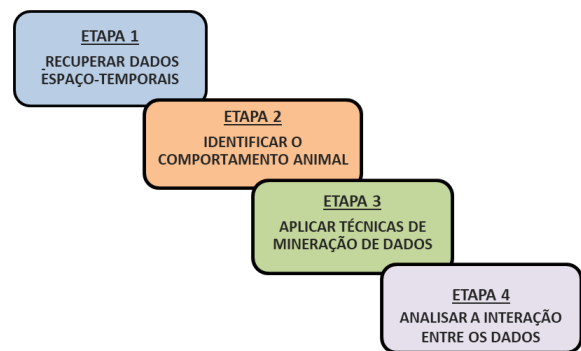 ETAPA 1
RECUPERAR DADOS
ESPAÇO-TEMPORAIS
ETAPA 2
IDENTIFICAR O
COMPORTAMENTO ANIMAL
ETAPA 3
APLICAR TÉCNICAS DE
MINERAÇÃO DE DADOS
ETAPA 4
ANALISAR A INTERAÇÃO
ENTRE OS DADOS